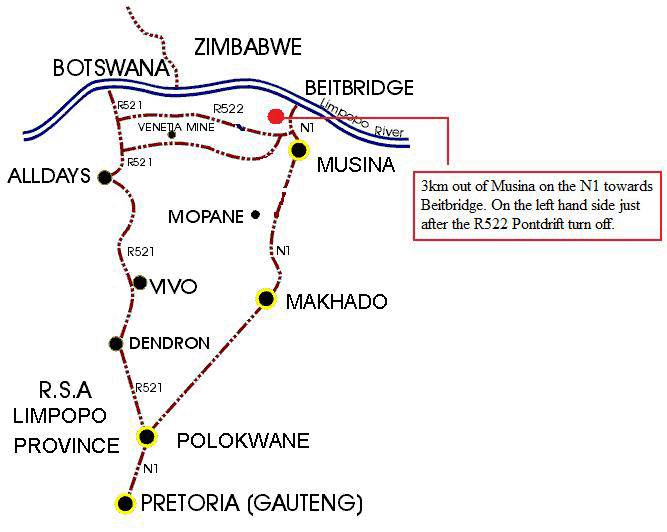 ZIMBABWE
BOTSWANA
BEITBRIDGE
R521
R522
Limpopo River
VENETIA MINE
N1
R521
MUSINA
ALLDAYS
3km out of Musina on the N1 towards
Beitbridge. On the left hand side just
after the R522 Pontdrift turn off.
MOPANE
R521
N1
VIVO
MAKHADO
DENDRON
R521
R.S.A
LIMPOPO
PROVINCE
POLOKWANE
N1
PRETORIA (GAUTENG)